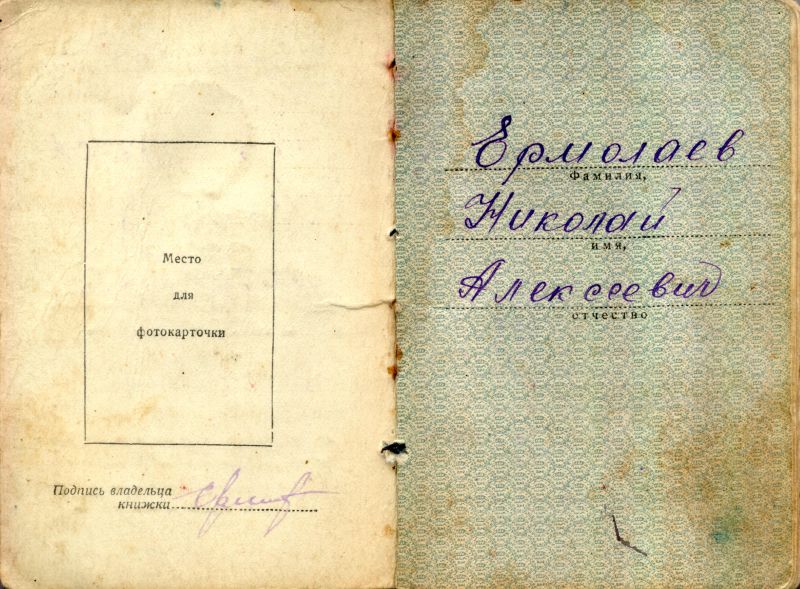 Место
для
фотокарточки
Подпись владельца
книжки
Ермолаев
Фамилия,
Николай
имя,
Алексеевич
отчество